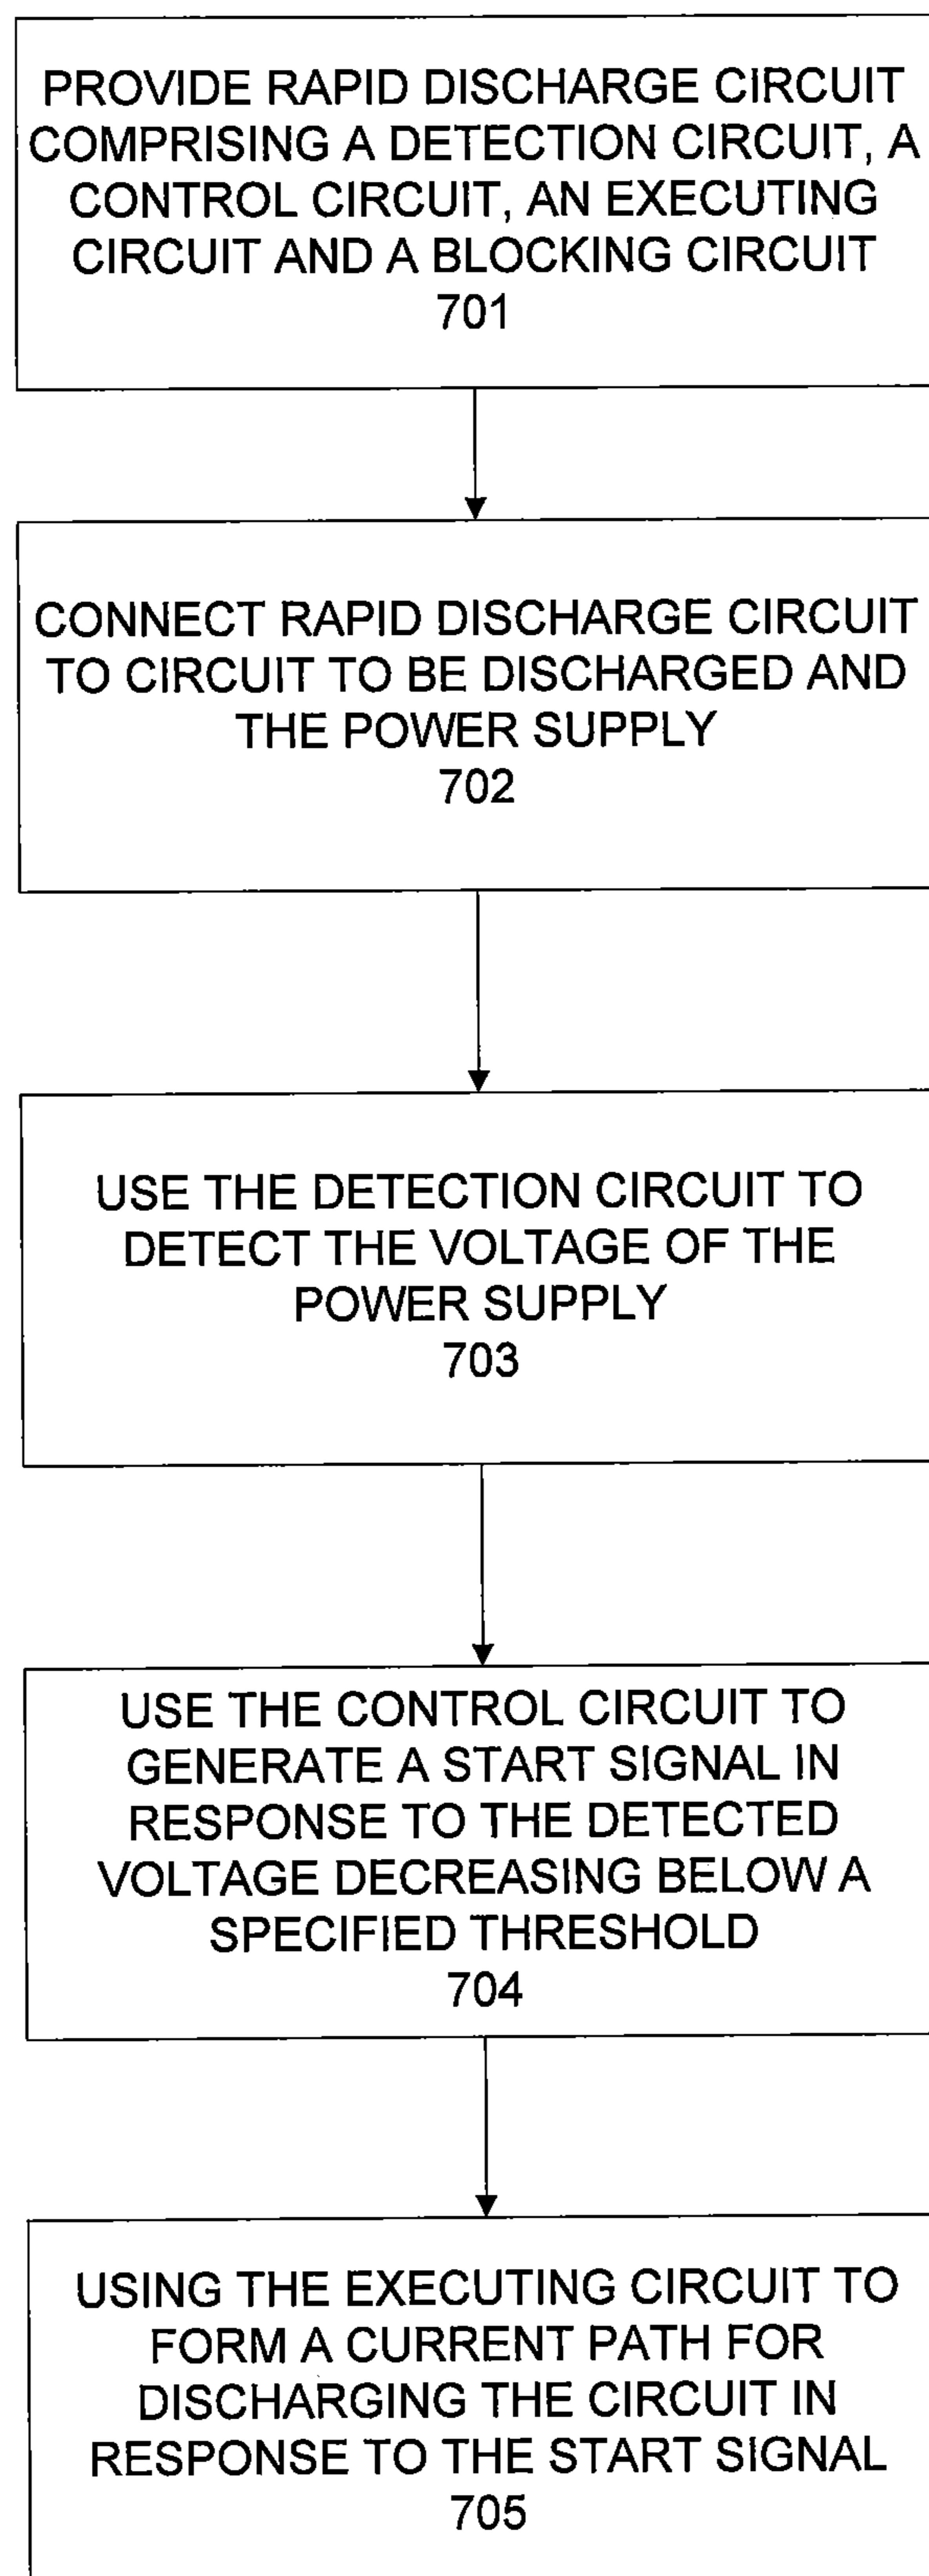 PROVIDE RAPID DISCHARGE CIRCUIT
COMPRISING A DETECTION CIRCUIT, A
CONTROL CIRCUIT, AN EXECUTING
CIRCUIT AND A BLOCKING CIRCUIT
701
CONNECT RAPID DISCHARGE CIRCUIT
TO CIRCUIT TO BE DISCHARGED AND
THE POWER SUPPLY
702
USE THE DETECTION CIRCUIT TO
DETECT THE VOLTAGE OF THE
POWER SUPPLY
703
USE THE CONTROL CIRCUIT TO
GENERATE A START SIGNAL IN
RESPONSE TO THE DETECTED
VOLTAGE DECREASING BELOW A
SPECIFIED THRESHOLD
704
USING THE EXECUTING CIRCUIT TO
FORM A CURRENT PATH FOR
DISCHARGING THE CIRCUIT IN
RESPONSE TO THE START SIGNAL
705